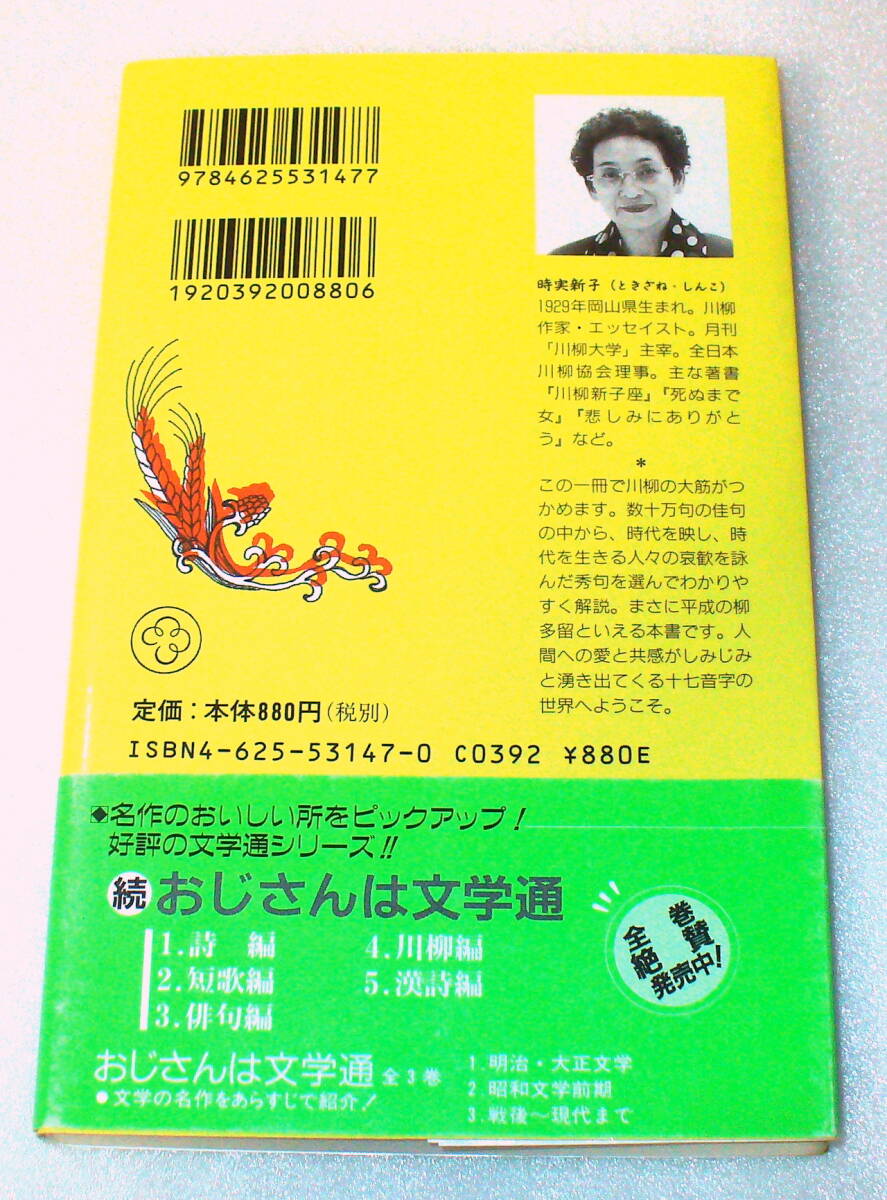 9784625531477
1920392008806
時実新子（ときざね・しんこ）
1929年岡山県生まれ。川柳
作家・エッセイスト。月刊
「川柳大学」主宰。全日本
川柳協会理事。主な著書
『川柳新子座』『死ぬまで
女』『悲しみにありがと
う』など。
*
この一冊で川柳の大筋がつ
かめます。数十万句の佳句
の中から、時代を映し、時
代を生きる人々の哀歓を詠
んだ秀句を選んでわかりや
すく解説。まさに平成の柳
多留といえる本書です。人
間への愛と共感がしみじみ
と湧き出てくる十七音字の
世界へようこそ。
定価：本体880円（税別）
ISBN4-625-53147-0 C0392 ¥880E
◆名作のおいしい所をピックアップ！
好評の文学通シリーズ!!
続 おじさんは文学通
1.詩 編
2.短歌編
3.俳句編
4.川柳編
5.漢詩編
全巻
絶賛
発売中!
おじさんは文学通 全3巻
●文学の名作をあらすじで紹介！
1.明治・大正文学
2.昭和文学前期
3.戦後～現代まで